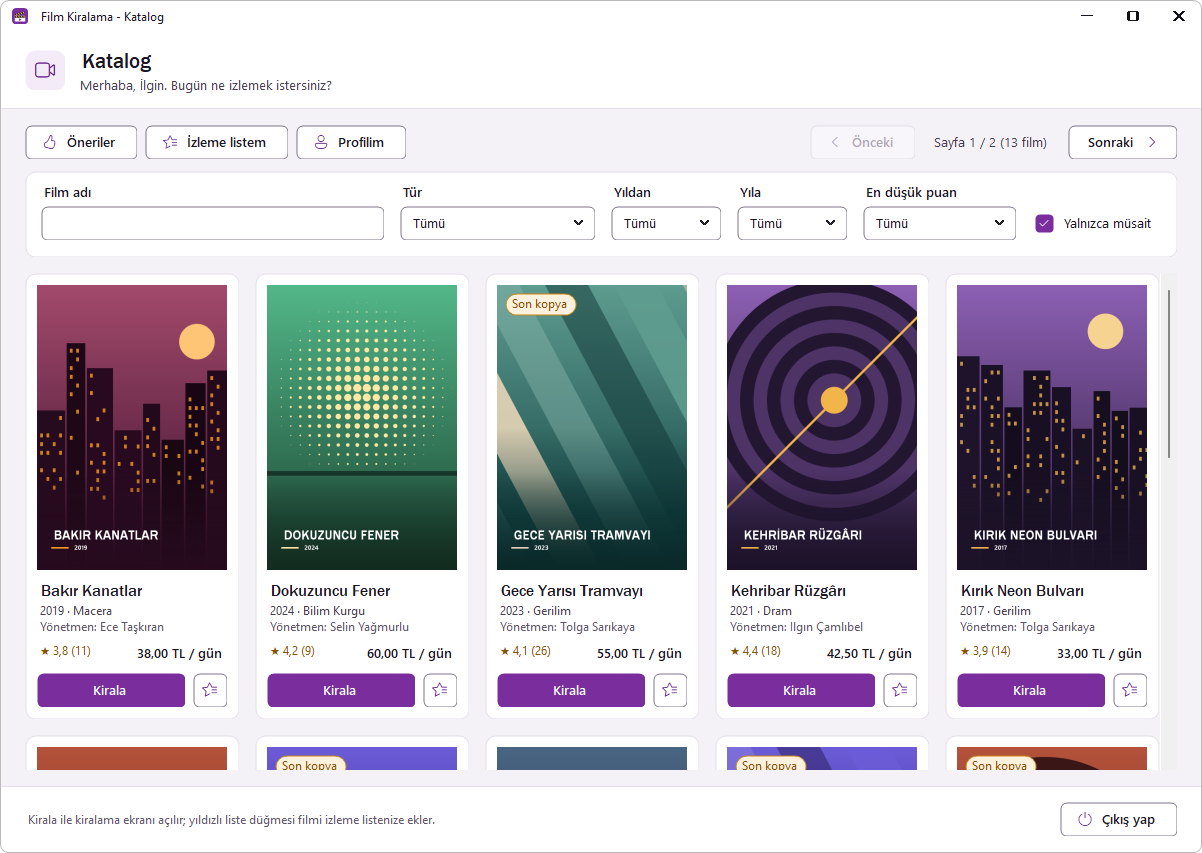 Film Kiralama - Katalog
Katalog
Merhaba, İlgin. Bugün ne izlemek istersiniz?
Öneriler
İzleme listem
Profilim
Önceki
Sayfa 1 / 2 (13 film)
Sonraki
Film adı
Tür
Yıldan
Yıla
En düşük puan
Tümü
Tümü
Tümü
Tümü
Yalnızca müsait
BAKIR KANATLAR
2019
Bakır Kanatlar
2019 · Macera
Yönetmen: Ece Taşkıran
★ 3,8 (11)
38,00 TL / gün
Kirala
DOKUZUNCU FENER
2024
Dokuzuncu Fener
2024 · Bilim Kurgu
Yönetmen: Selin Yağmurlu
★ 4,2 (9)
60,00 TL / gün
Kirala
Son kopya
GECE YARISI TRAMVAYI
2023
Gece Yarısı Tramvayı
2023 · Gerilim
Yönetmen: Tolga Sarıkaya
★ 4,1 (26)
55,00 TL / gün
Kirala
KEHRİBAR RÜZGÂRI
2021
Kehribar Rüzgârı
2021 · Dram
Yönetmen: Ilgın Çamlıbel
★ 4,4 (18)
42,50 TL / gün
Kirala
KIRIK NEON BULVARI
2017
Kırık Neon Bulvarı
2017 · Gerilim
Yönetmen: Tolga Sarıkaya
★ 3,9 (14)
33,00 TL / gün
Kirala
Son kopya
Son kopya
Son kopya
Kirala ile kiralama ekranı açılır; yıldızlı liste düğmesi filmi izleme listenize ekler.
Çıkış yap